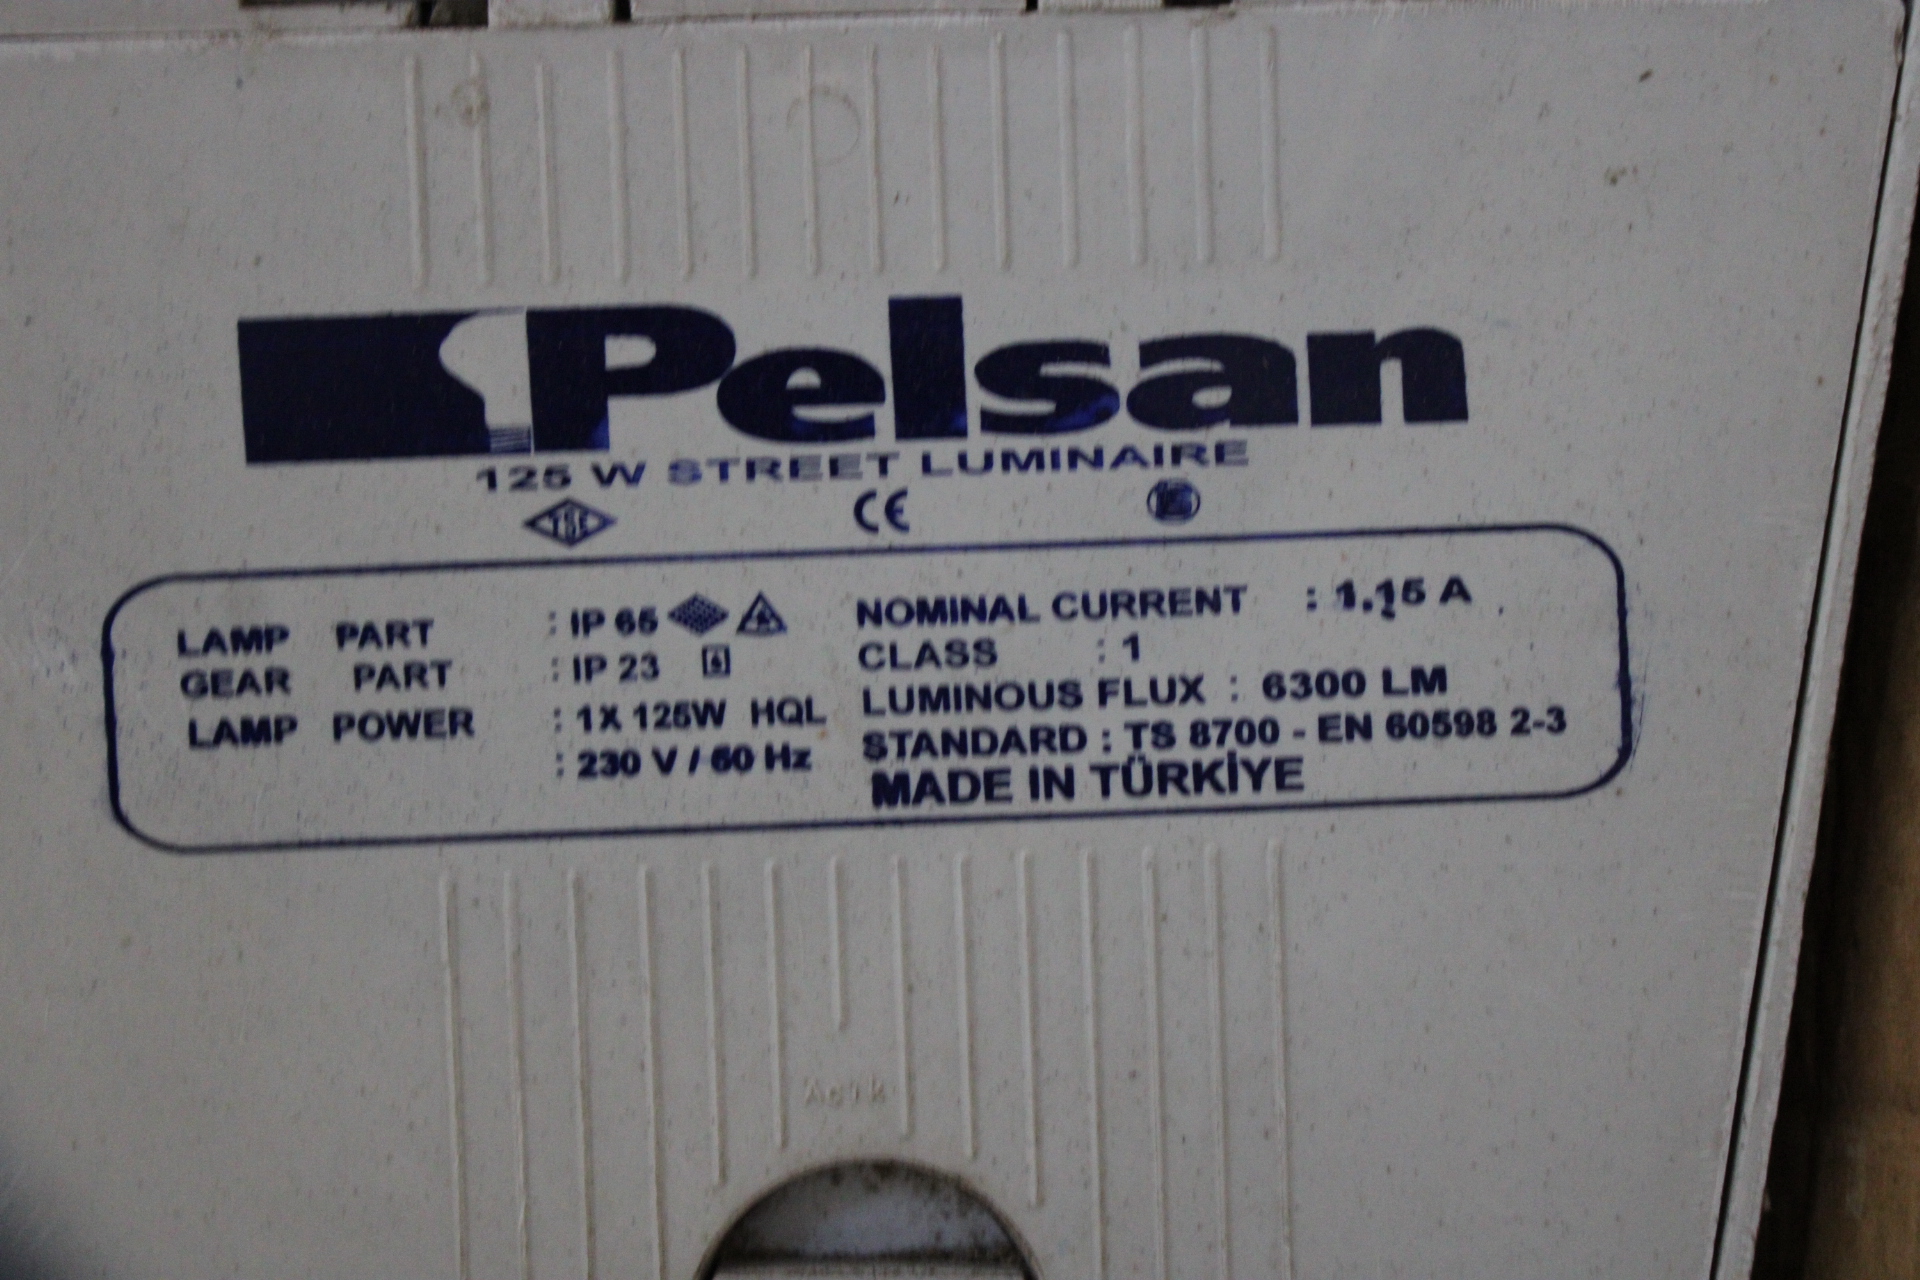 Pelsan
125 W STREET LUMINAIRE
TSE CE
LAMP PART : IP 65
GEAR PART : IP 23
LAMP POWER : 1X 125W HQL
: 230 V / 50 Hz
NOMINAL CURRENT : 1.15 A
CLASS : 1
LUMINOUS FLUX : 6300 LM
STANDARD : TS 8700 - EN 60598 2-3
MADE IN TÜRKİYE
Açık